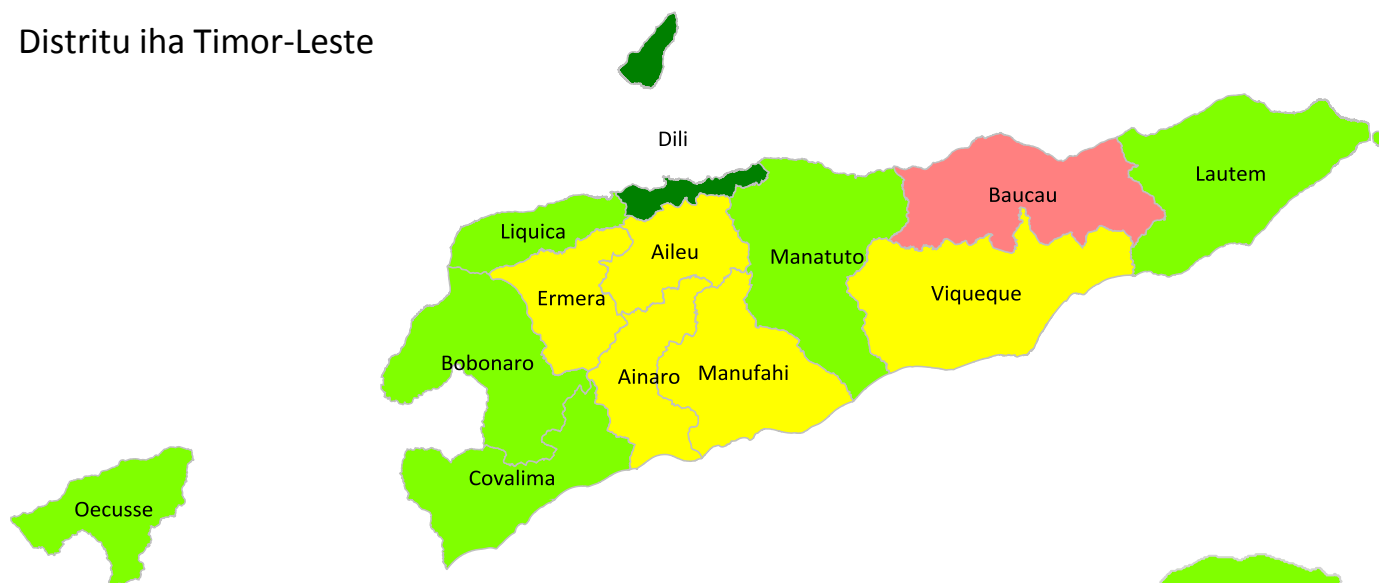 Distritu iha Timor-Leste
Dili
Lautem
Baucau
Liquica
Aileu
Manatuto
Ermera
Viqueque
Bobonaro
Ainaro
Manufahi
Covalima
Oecusse